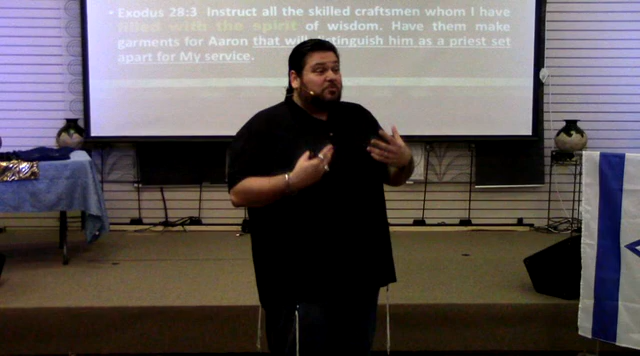 • Exodus 28:3 Instruct all the skilled craftsmen whom I have
filled with the spirit of wisdom. Have them make
garments for Aaron that will distinguish him as a priest set
apart for My service.